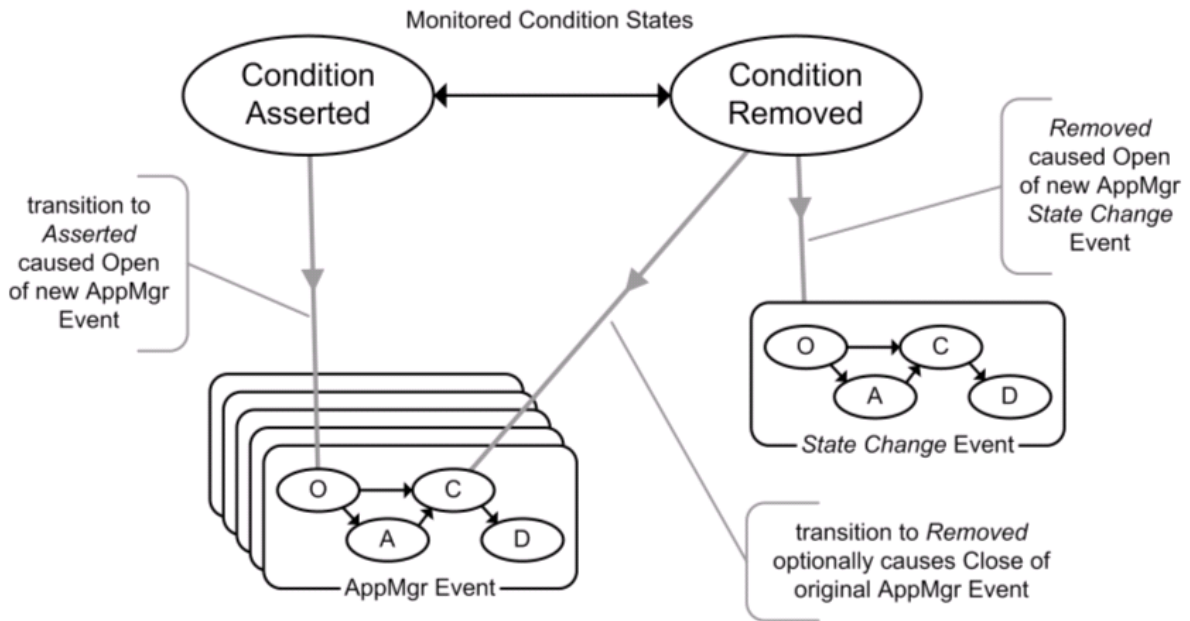 Monitored Condition States
Condition
Asserted
Condition
Removed
Removed
caused Open
of new AppMgr
State Change
Event
transition to
Asserted
caused Open
of new AppMgr
Event
O
C
A
D
State Change Event
O
C
A
D
AppMgr Event
transition to Removed
optionally causes Close of
original AppMgr Event